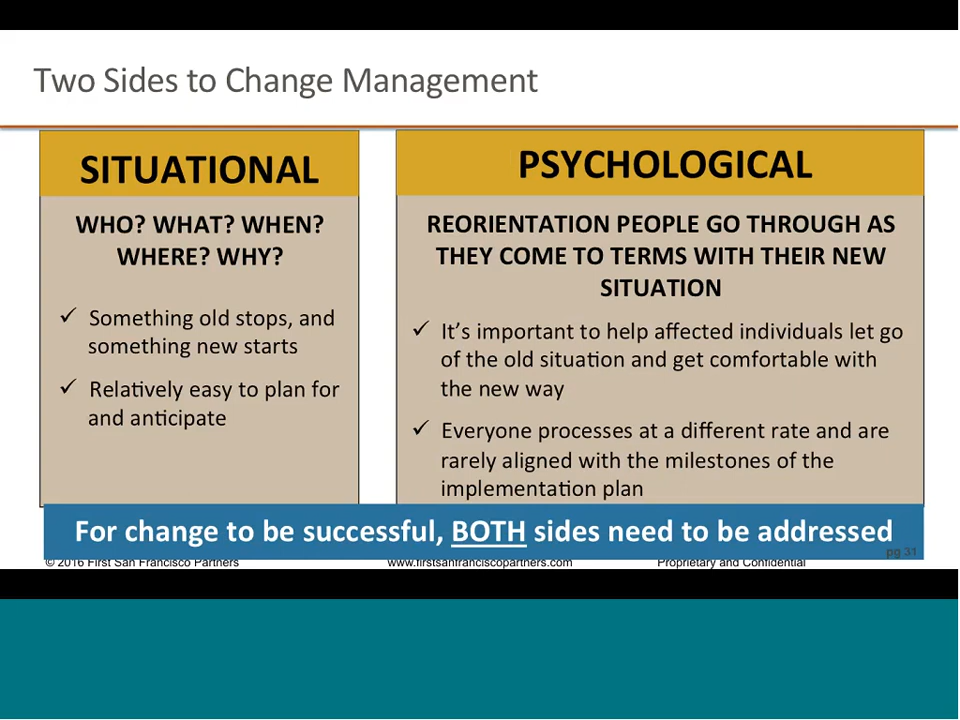 Two Sides to Change Management
SITUATIONAL
WHO? WHAT? WHEN?
WHERE? WHY?
✓ Something old stops, and
something new starts
✓ Relatively easy to plan for
and anticipate
PSYCHOLOGICAL
REORIENTATION PEOPLE GO THROUGH AS
THEY COME TO TERMS WITH THEIR NEW
SITUATION
✓ It's important to help affected individuals let go
of the old situation and get comfortable with
the new way
✓ Everyone processes at a different rate and are
rarely aligned with the milestones of the
implementation plan
For change to be successful, BOTH sides need to be addressed
pg 31
© 2016 First San Francisco Partners
www.firstsanfranciscopartners.com
Proprietary and Confidential